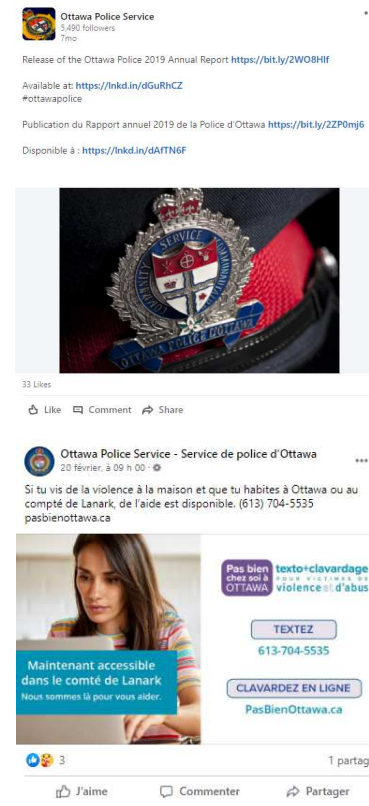 Ottawa Police Service
5,490 followers
7mo
Release of the Ottawa Police 2019 Annual Report https://bit.ly/2WO8HIf
Available at: https://lnkd.in/dGuRhCZ
#ottawapolice
Publication du Rapport annuel 2019 de la Police d'Ottawa https://bit.ly/2ZP0mj6
Disponible à : https://lnkd.in/dAfTN6F
SERVICE
COMMUNITY
OTTAWA POLICE D'OTTAWA
33 Likes
Like Comment Share
Ottawa Police Service - Service de police d'Ottawa
20 février, à 09 h 00 ·
Si tu vis de la violence à la maison et que tu habites à Ottawa ou au
compté de Lanark, de l'aide est disponible. (613) 704-5535
pasbienottawa.ca
Pas bien
chez soi à
OTTAWA
texto+clavardage
POUR VICTIMES DE
violence et d'abus
TEXTEZ
613-704-5535
Maintenant accessible
dans le comté de Lanark
Nous sommes là pour vous aider.
CLAVARDEZ EN LIGNE
PasBienOttawa.ca
3
1 partag
J'aime Commenter Partager